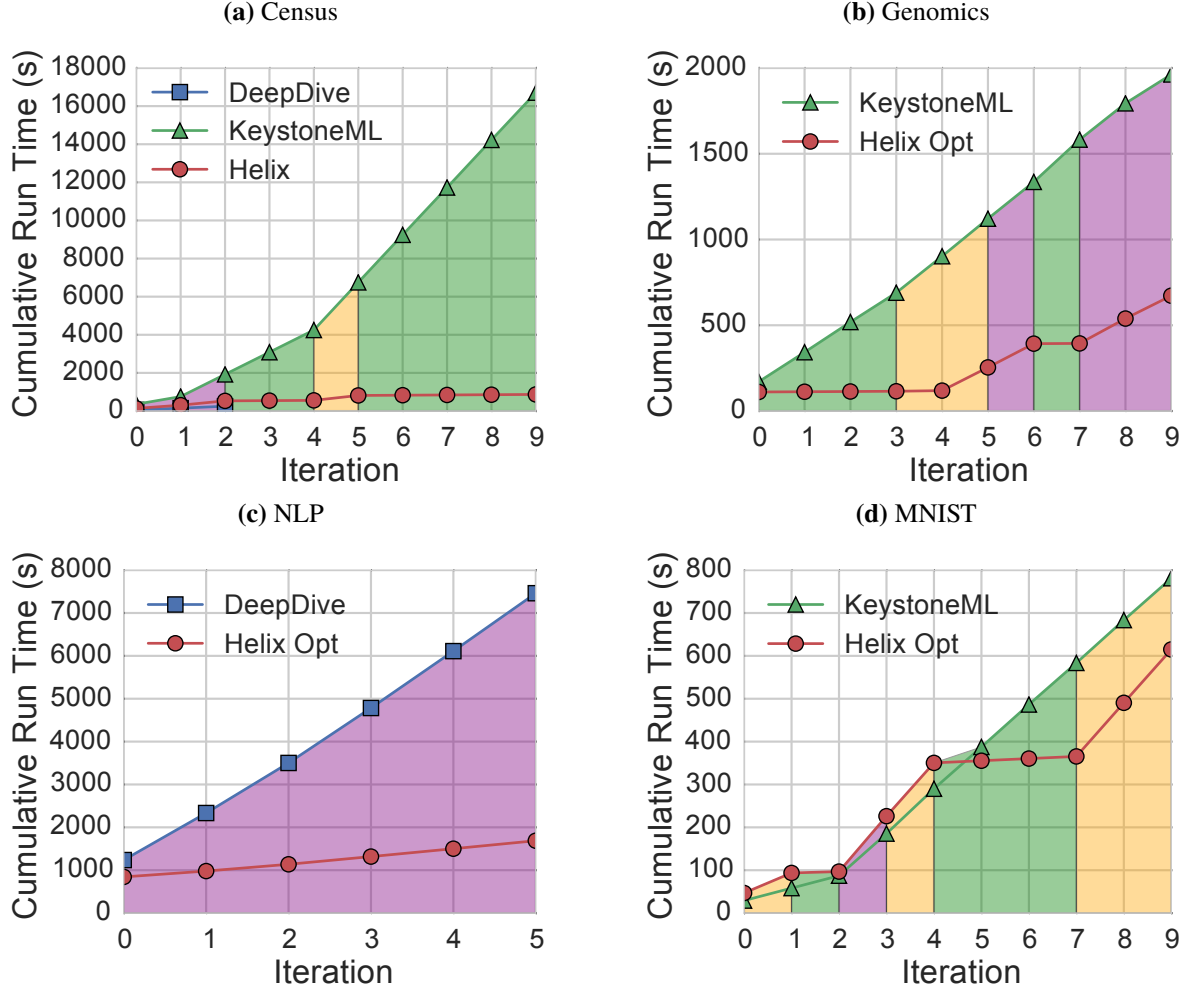 (a) Census
Cumulative Run Time (s)
18000
16000
14000
12000
10000
8000
6000
4000
2000
0
DeepDive
KeystoneML
Helix
0 1 2 3 4 5 6 7 8 9
Iteration
(b) Genomics
Cumulative Run Time (s)
2000
1500
1000
500
0
KeystoneML
Helix Opt
0 1 2 3 4 5 6 7 8 9
Iteration
(c) NLP
Cumulative Run Time (s)
8000
7000
6000
5000
4000
3000
2000
1000
0
DeepDive
Helix Opt
0 1 2 3 4 5
Iteration
(d) MNIST
Cumulative Run Time (s)
800
700
600
500
400
300
200
100
0
KeystoneML
Helix Opt
0 1 2 3 4 5 6 7 8 9
Iteration